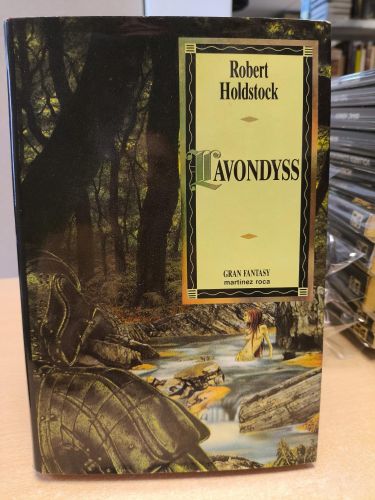 Robert
Holdstock
LAVONDYSS
GRAN FANTASY
martínez roca